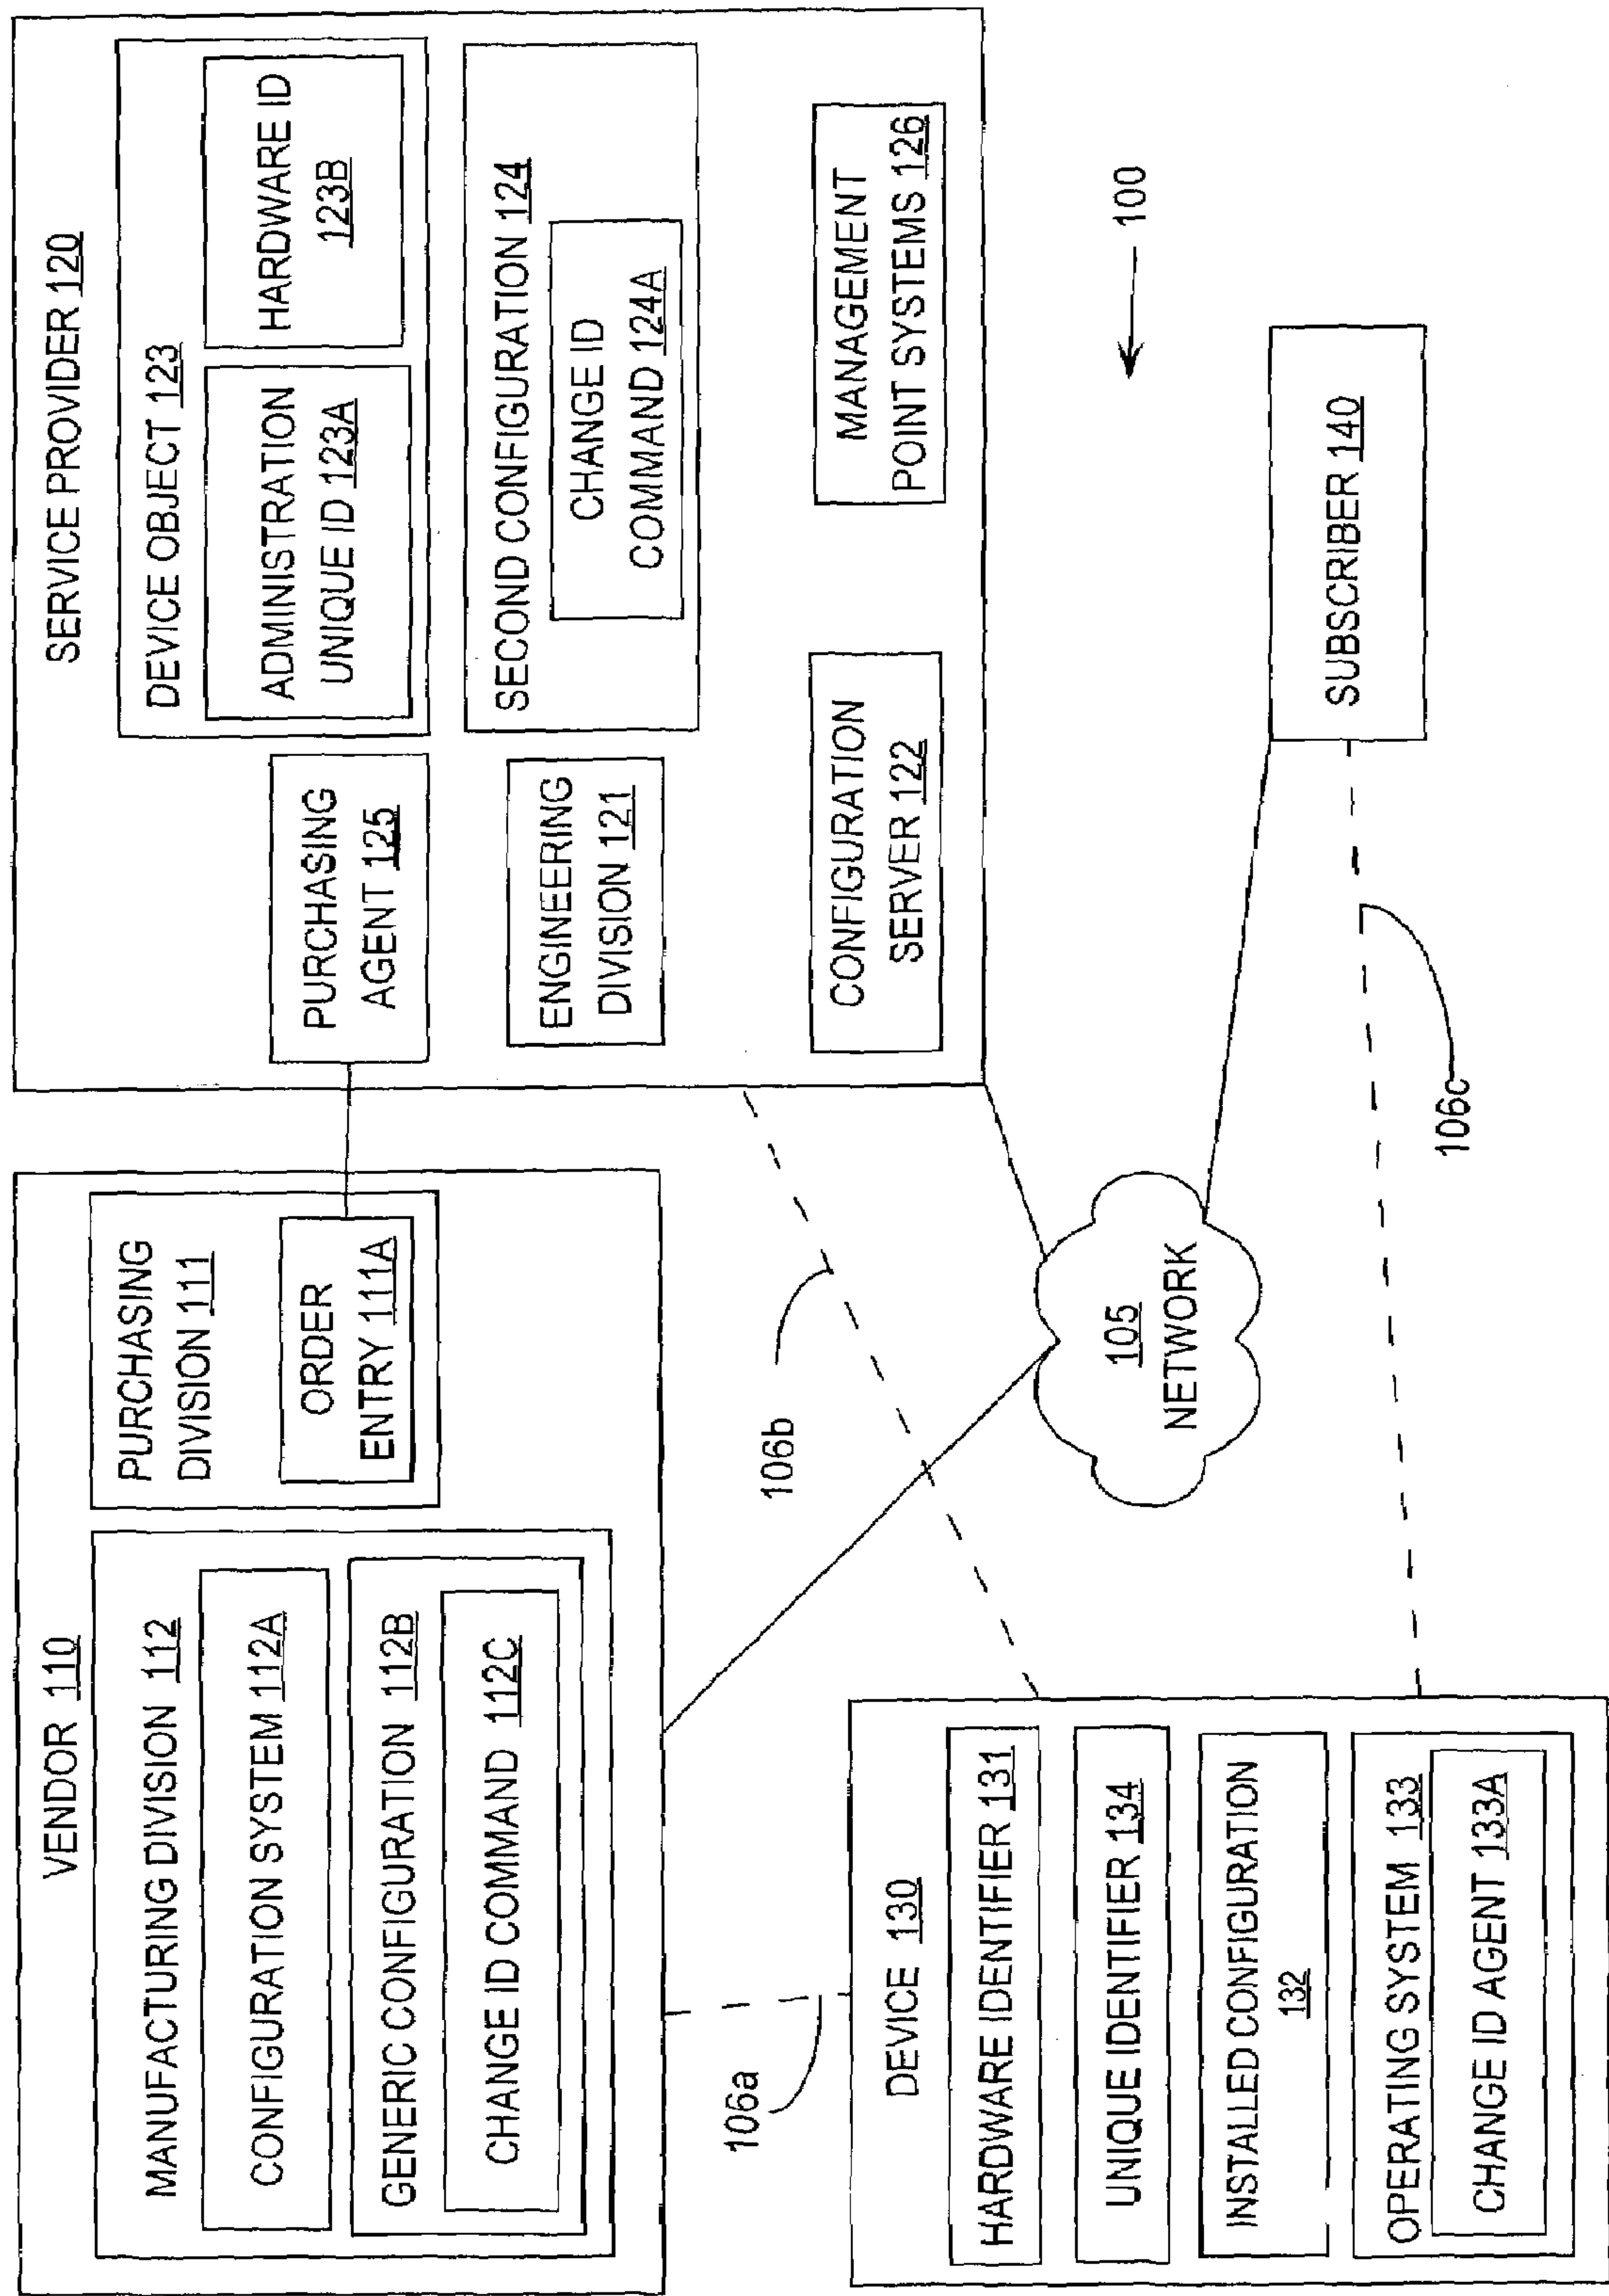 VENDOR 110
MANUFACTURING DIVISION 112
CONFIGURATION SYSTEM 112A
GENERIC CONFIGURATION 112B
CHANGE ID COMMAND 112C
PURCHASING
DIVISION 111
ORDER
ENTRY 111A
SERVICE PROVIDER 120
PURCHASING
AGENT 125
DEVICE OBJECT 123
ADMINISTRATION
UNIQUE ID 123A
HARDWARE ID
123B
ENGINEERING
DIVISION 121
SECOND CONFIGURATION 124
CHANGE ID
COMMAND 124A
CONFIGURATION
SERVER 122
MANAGEMENT
POINT SYSTEMS 126
106a
106b
100
DEVICE 130
HARDWARE IDENTIFIER 131
UNIQUE IDENTIFIER 134
INSTALLED CONFIGURATION
132
OPERATING SYSTEM 133
CHANGE ID AGENT 133A
105
NETWORK
SUBSCRIBER 140
106c